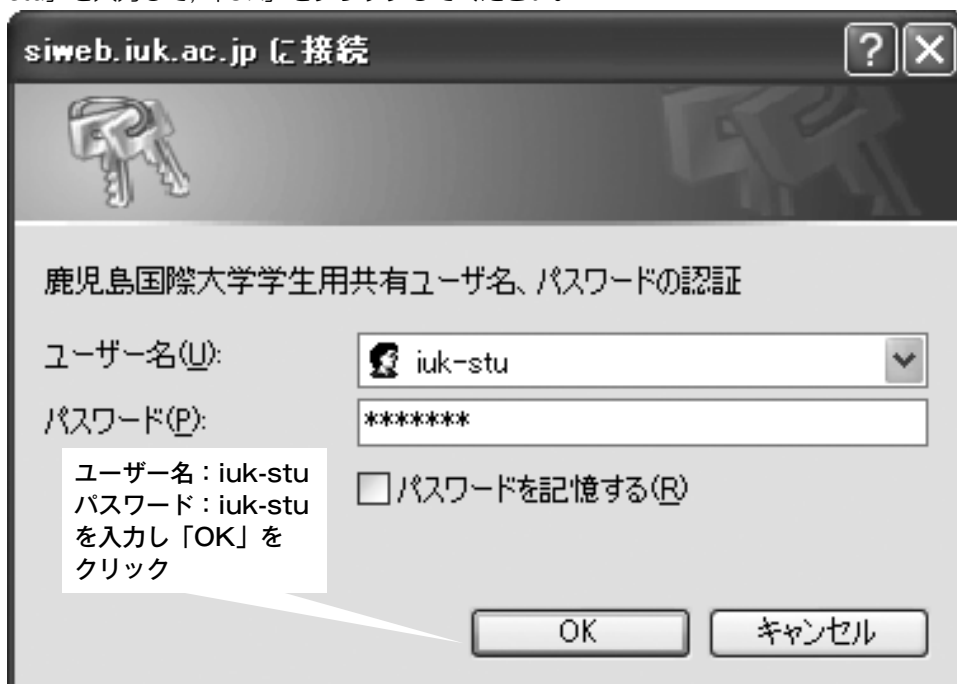 siweb.iuk.ac.jp に接続
鹿児島国際大学学生用共有ユーザ名、パスワードの認証
ユーザー名(U):
iuk-stu
パスワード(P):
*******
パスワードを記憶する(R)
ユーザー名：iuk-stu
パスワード：iuk-stu
を入力し「OK」を
クリック
OK
キャンセル